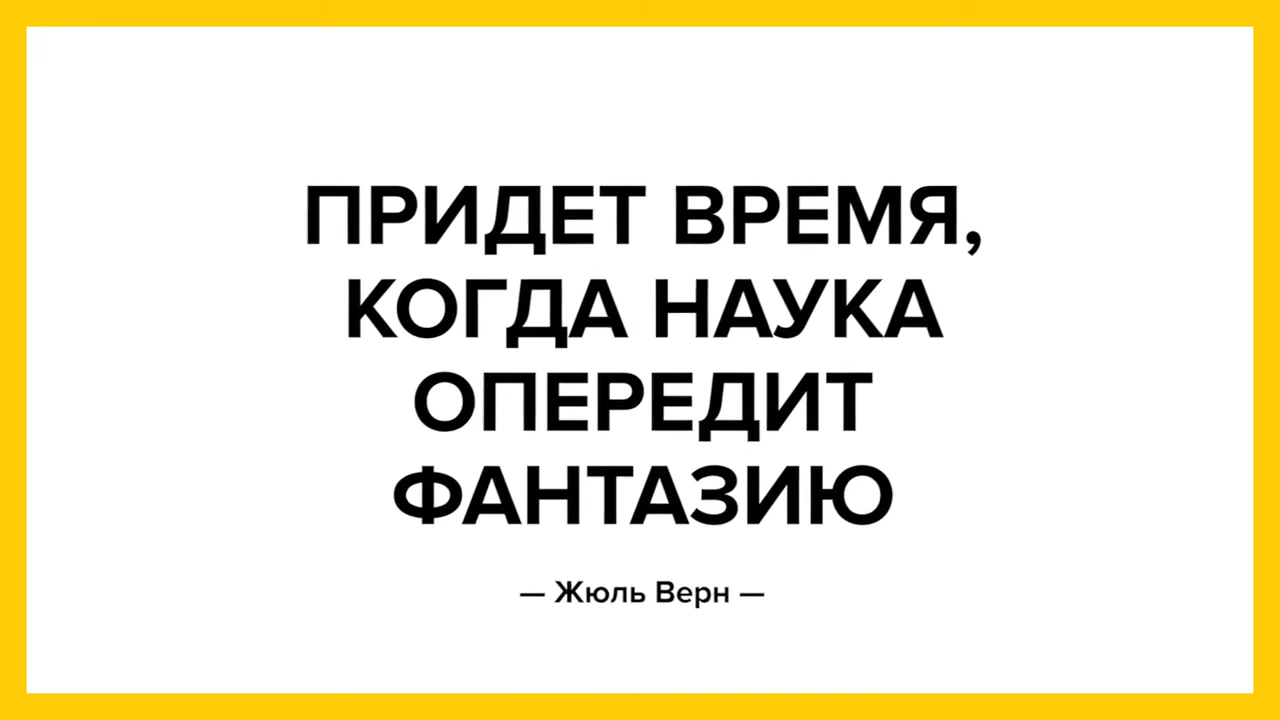 ПРИДЕТ ВРЕМЯ,
КОГДА НАУКА
ОПЕРЕДИТ
ФАНТАЗИЮ
— Жюль Верн —